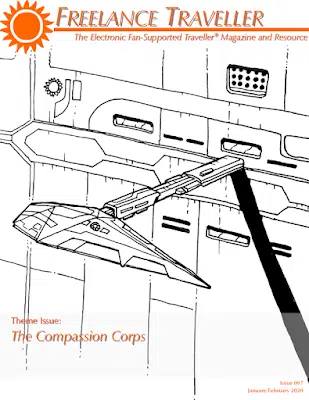 FREELANCE TRAVELLER
The Electronic Fan-Supported Traveller® Magazine and Resource
Theme Issue:
The Compassion Corps
Issue 097
January/February 2020